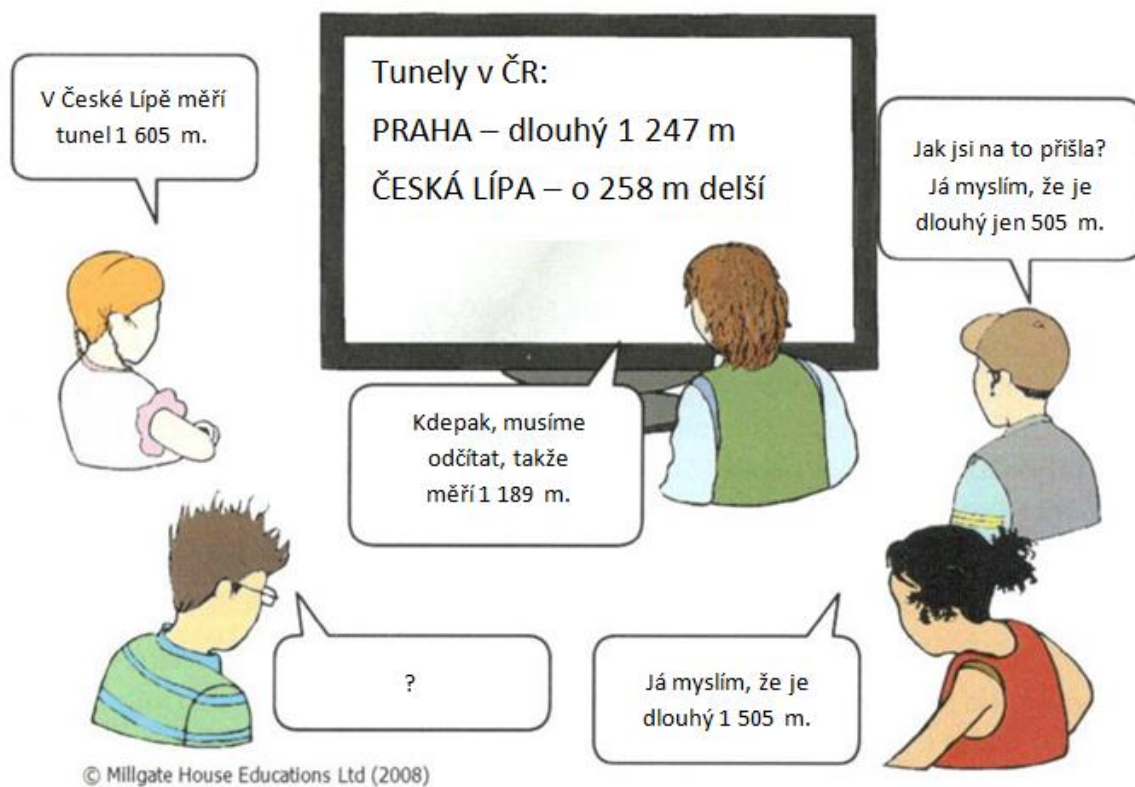 V České Lípě měří
tunel 1 605 m.
Tunely v ČR:
PRAHA – dlouhý 1 247 m
ČESKÁ LÍPA – o 258 m delší
Jak jsi na to přišla?
Já myslím, že je
dlouhý jen 505 m.
Kdepak, musíme
odčítat, takže
měří 1 189 m.
?
Já myslím, že je
dlouhý 1 505 m.
© Millgate House Educations Ltd (2008)